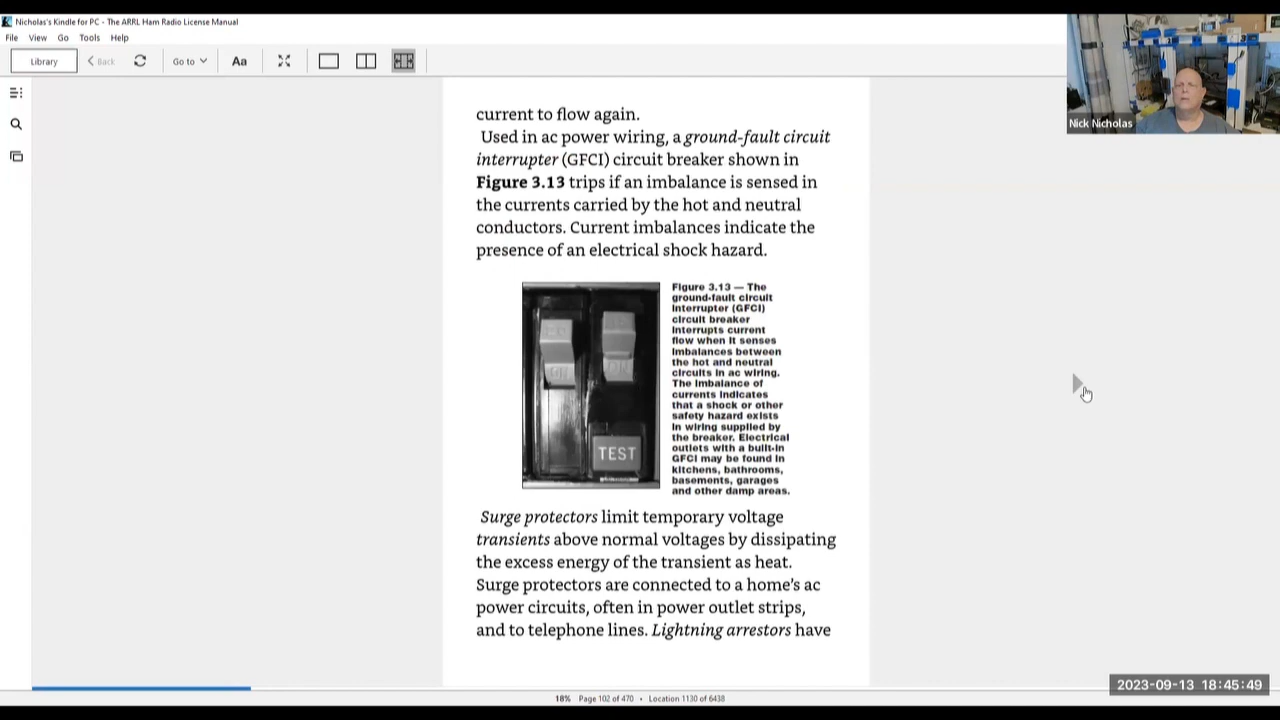 Nicholas's Kindle for PC - The ARRL Ham Radio License Manual
File View Go Tools Help
Library
Back
Go to
Aa
Nick Nicholas
current to flow again.
Used in ac power wiring, a ground-fault circuit
interrupter (GFCI) circuit breaker shown in
Figure 3.13 trips if an imbalance is sensed in
the currents carried by the hot and neutral
conductors. Current imbalances indicate the
presence of an electrical shock hazard.
ON
TEST
Figure 3.13 — The
ground-fault circuit
interrupter (GFCI)
circuit breaker
interrupts current
flow when it senses
imbalances between
the hot and neutral
circuits in ac wiring.
The imbalance of
currents indicates
that a shock or other
safety hazard exists
in wiring supplied by
the breaker. Electrical
outlets with a built-in
GFCI may be found in
kitchens, bathrooms,
basements, garages
and other damp areas.
Surge protectors limit temporary voltage
transients above normal voltages by dissipating
the excess energy of the transient as heat.
Surge protectors are connected to a home's ac
power circuits, often in power outlet strips,
and to telephone lines. Lightning arrestors have
18% Page 102 of 470 • Location 1130 of 6438
2023-09-13 18:45:49